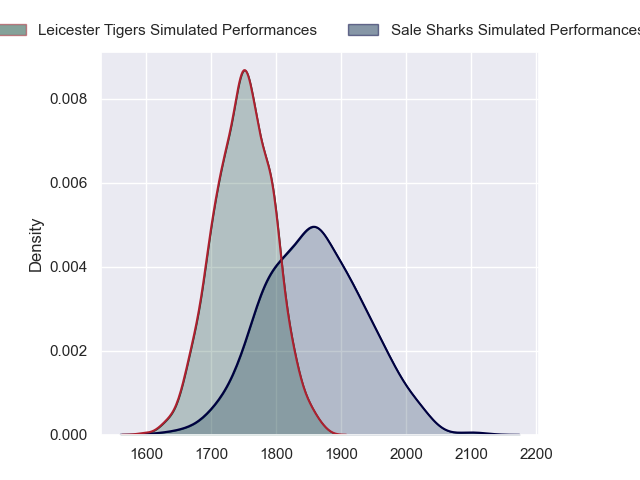 Leicester Tigers Simulated Performances Sale Sharks Simulated Performances
0.008
0.006
0.004
0.002
0.000
Density
1600 1700 1800 1900 2000 2100 2200